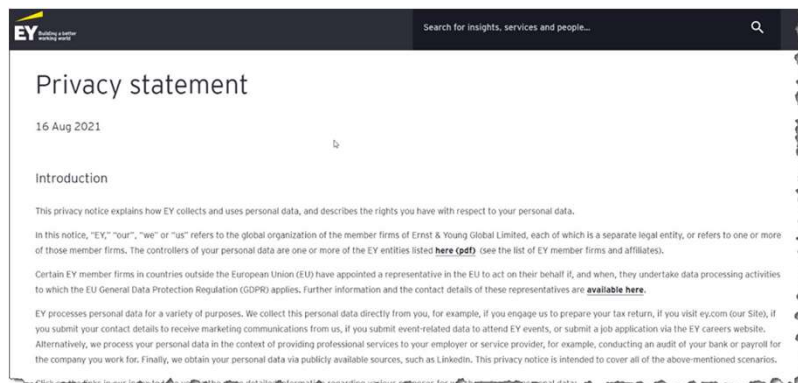 EY Building a better
working world
Search for insights, services and people...
Privacy statement
16 Aug 2021
Introduction
This privacy notice explains how EY collects and uses personal data, and describes the rights you have with respect to your personal data.
In this notice, "EY," "our", "we" or "us" refers to the global organization of the member firms of Ernst & Young Global Limited, each of which is a separate legal entity, or refers to one or more
of those member firms. The controllers of your personal data are one or more of the EY entities listed here (pdf) (see the list of EY member firms and affiliates).
Certain EY member firms in countries outside the European Union (EU) have appointed a representative in the EU to act on their behalf if, and when, they undertake data processing activities
to which the EU General Data Protection Regulation (GDPR) applies. Further information and the contact details of these representatives are available here.
EY processes personal data for a variety of purposes. We collect this personal data directly from you, for example, if you engage us to prepare your tax return, if you visit ey.com (our Site), if
you submit your contact details to receive marketing communications from us, if you submit event-related data to attend EY events, or submit a job application via the EY careers website.
Alternatively, we process your personal data in the context of providing professional services to your employer or service provider, for example, conducting an audit of your bank or payroll for
the company you work for. Finally, we obtain your personal data via publicly available sources, such as LinkedIn. This privacy notice is intended to cover all of the above-mentioned scenarios.